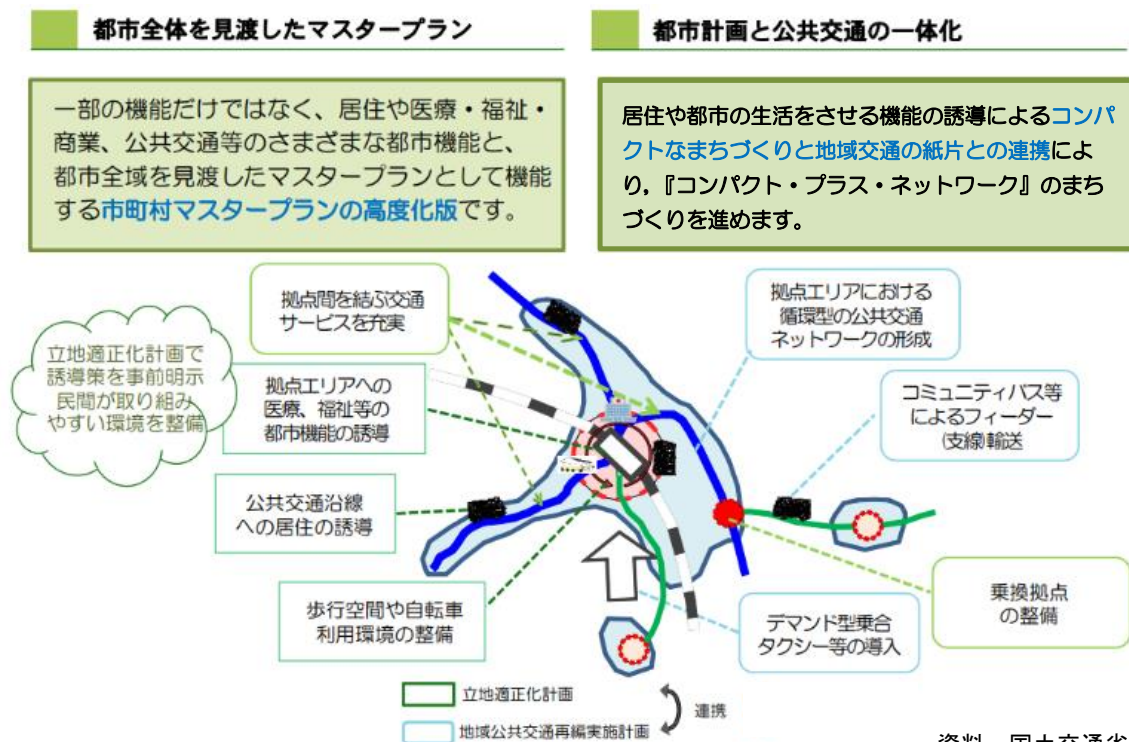 都市全体を見渡したマスタープラン
都市計画と公共交通の一体化
一部の機能だけではなく、居住や医療・福祉・
商業、公共交通等のさまざまな都市機能と、
都市全域を見渡したマスタープランとして機能
する市町村マスタープランの高度化版です。
居住や都市の生活をさせる機能の誘導によるコンパ
クトなまちづくりと地域交通の紙片との連携によ
り，『コンパクト・プラス・ネットワーク』のまち
づくりを進めます。
立地適正化計画で
誘導策を事前明示
民間が取り組み
やすい環境を整備
拠点間を結ぶ交通
サービスを充実
拠点エリアへの
医療、福祉等の
都市機能の誘導
公共交通沿線
への居住の誘導
歩行空間や自転車
利用環境の整備
拠点エリアにおける
循環型の公共交通
ネットワークの形成
コミュニティバス等
によるフィーダー
(支線)輸送
乗換拠点
の整備
デマンド型乗合
タクシー等の導入
立地適正化計画
連携
地域公共交通再編実施計画